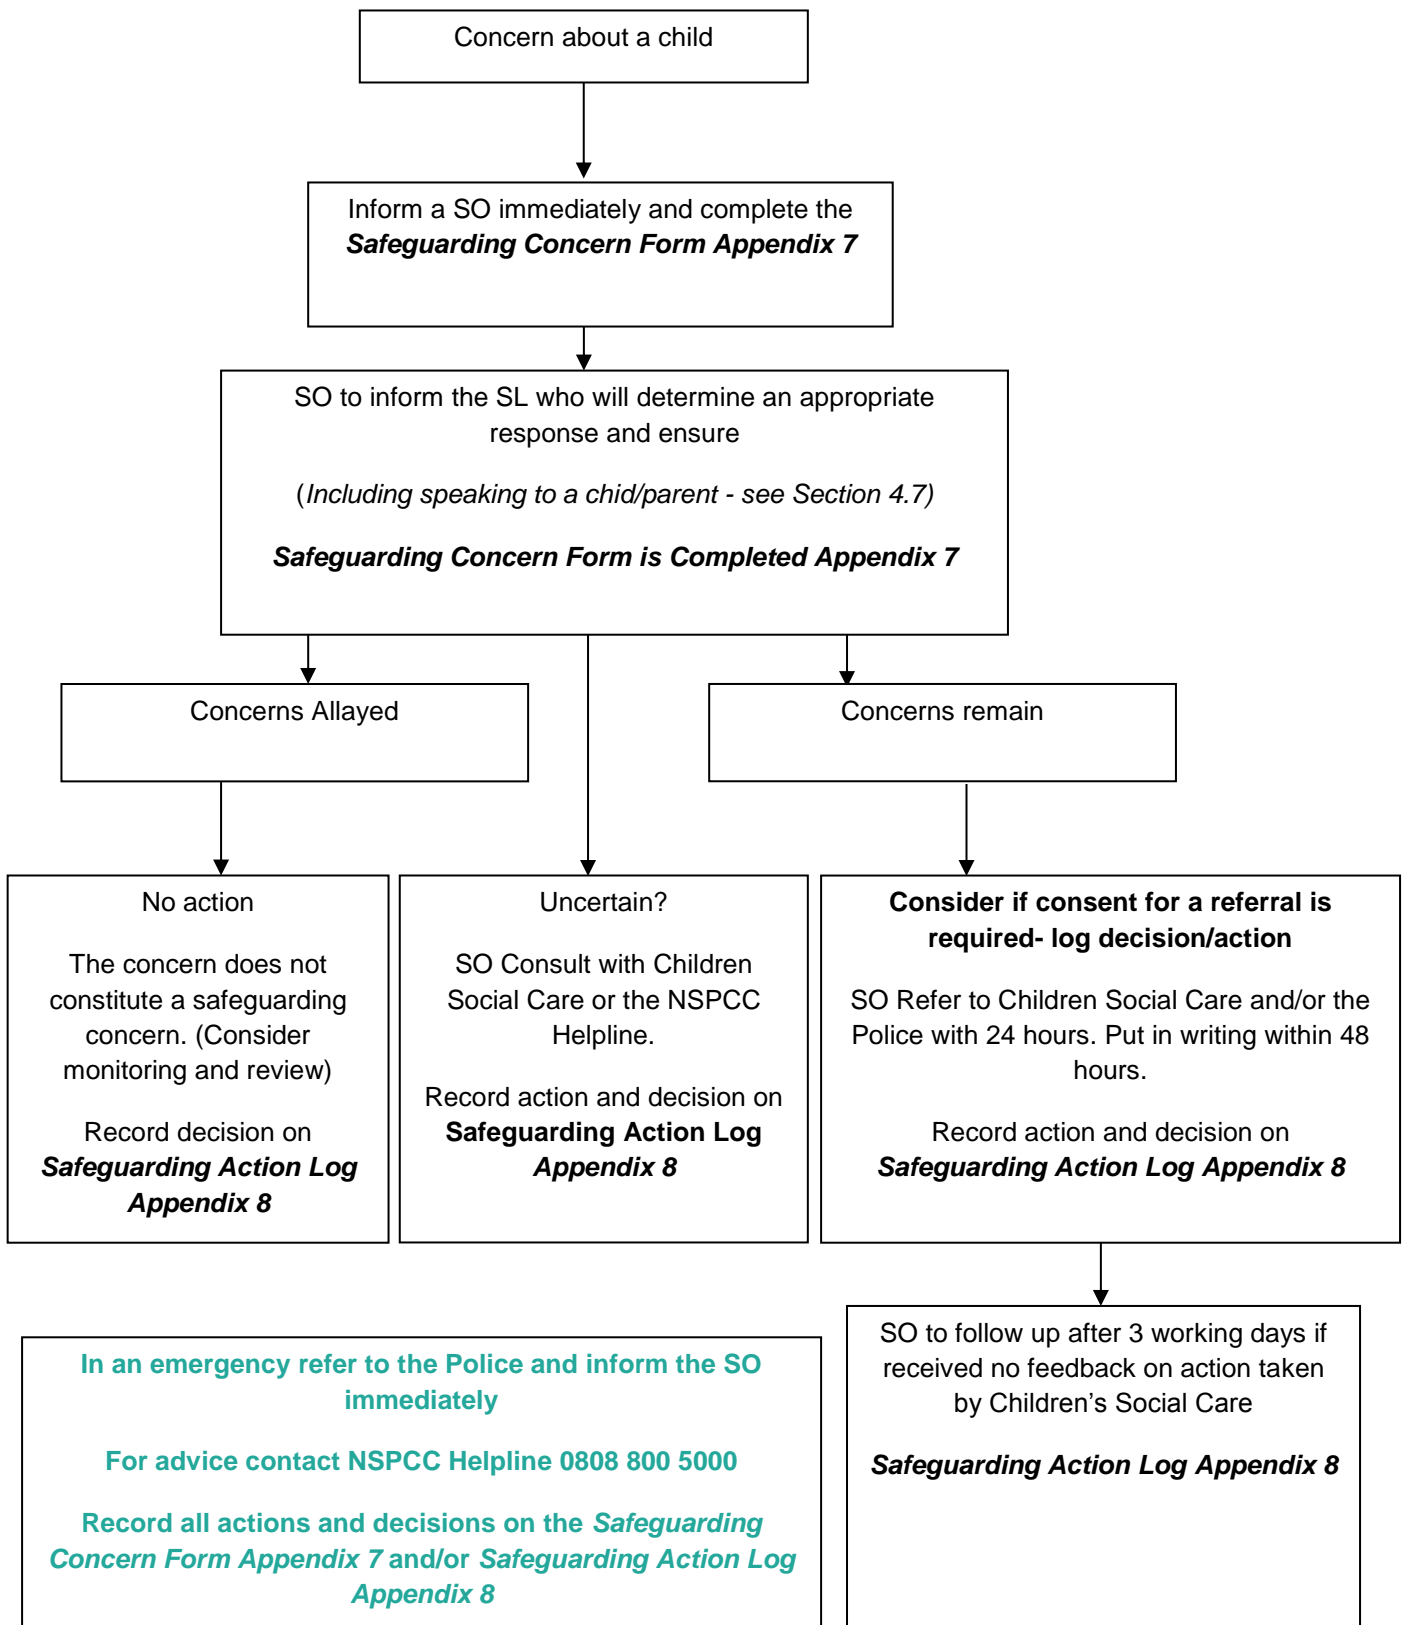 Concern about a child
Inform a SO immediately and complete the
Safeguarding Concern Form Appendix 7
SO to inform the SL who will determine an appropriate
response and ensure
(Including speaking to a chid/parent - see Section 4.7)
Safeguarding Concern Form is Completed Appendix 7
Concerns Allayed
Concerns remain
No action
The concern does not
constitute a safeguarding
concern. (Consider
monitoring and review)
Record decision on
Safeguarding Action Log
Appendix 8
Uncertain?
SO Consult with Children
Social Care or the NSPCC
Helpline.
Record action and decision on
Safeguarding Action Log
Appendix 8
Consider if consent for a referral is
required- log decision/action
SO Refer to Children Social Care and/or the
Police with 24 hours. Put in writing within 48
hours.
Record action and decision on
Safeguarding Action Log Appendix 8
In an emergency refer to the Police and inform the SO
immediately
For advice contact NSPCC Helpline 0808 800 5000
Record all actions and decisions on the Safeguarding
Concern Form Appendix 7 and/or Safeguarding Action Log
Appendix 8
SO to follow up after 3 working days if
received no feedback on action taken
by Children’s Social Care
Safeguarding Action Log Appendix 8